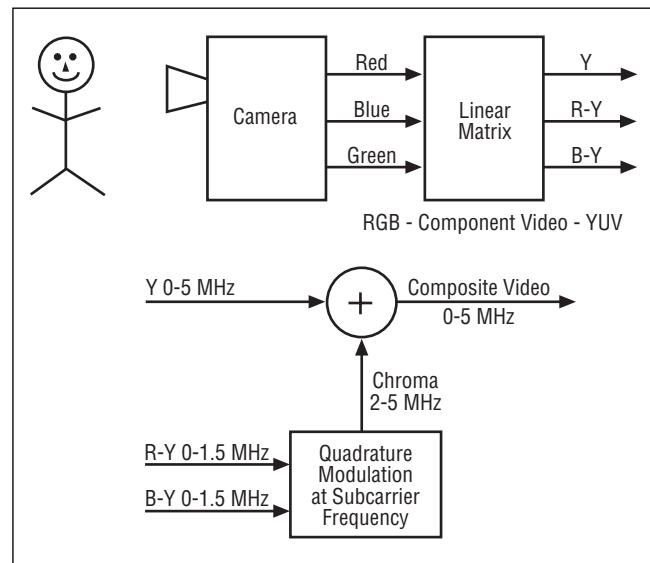 Red
Y
Camera
Blue
Linear
Matrix
R-Y
Green
B-Y
RGB - Component Video - YUV
Y 0-5 MHz
+
Composite Video
0-5 MHz
Chroma
2-5 MHz
R-Y 0-1.5 MHz
B-Y 0-1.5 MHz
Quadrature
Modulation
at Subcarrier
Frequency